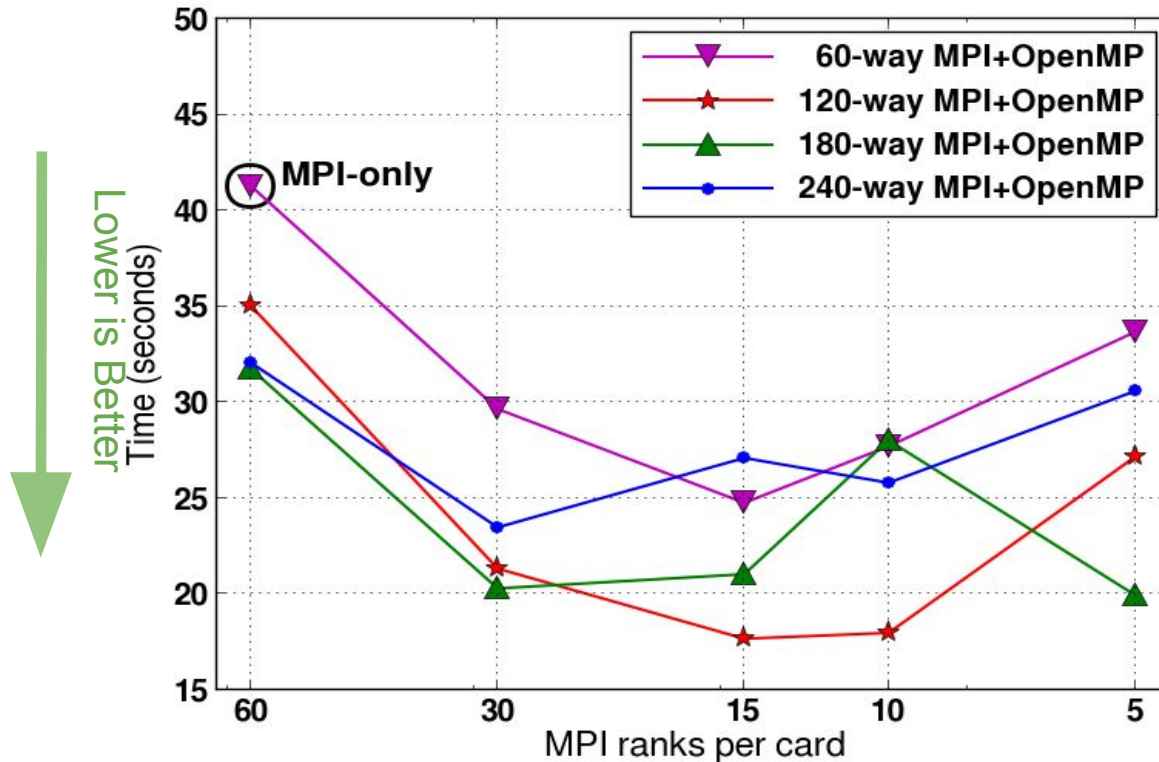 50
45
40
35
30
25
20
15
60-way MPI+OpenMP
120-way MPI+OpenMP
180-way MPI+OpenMP
240-way MPI+OpenMP
MPI-only
Lower is Bettter
Time (seconds)
60
30
15
10
5
MPI ranks per card